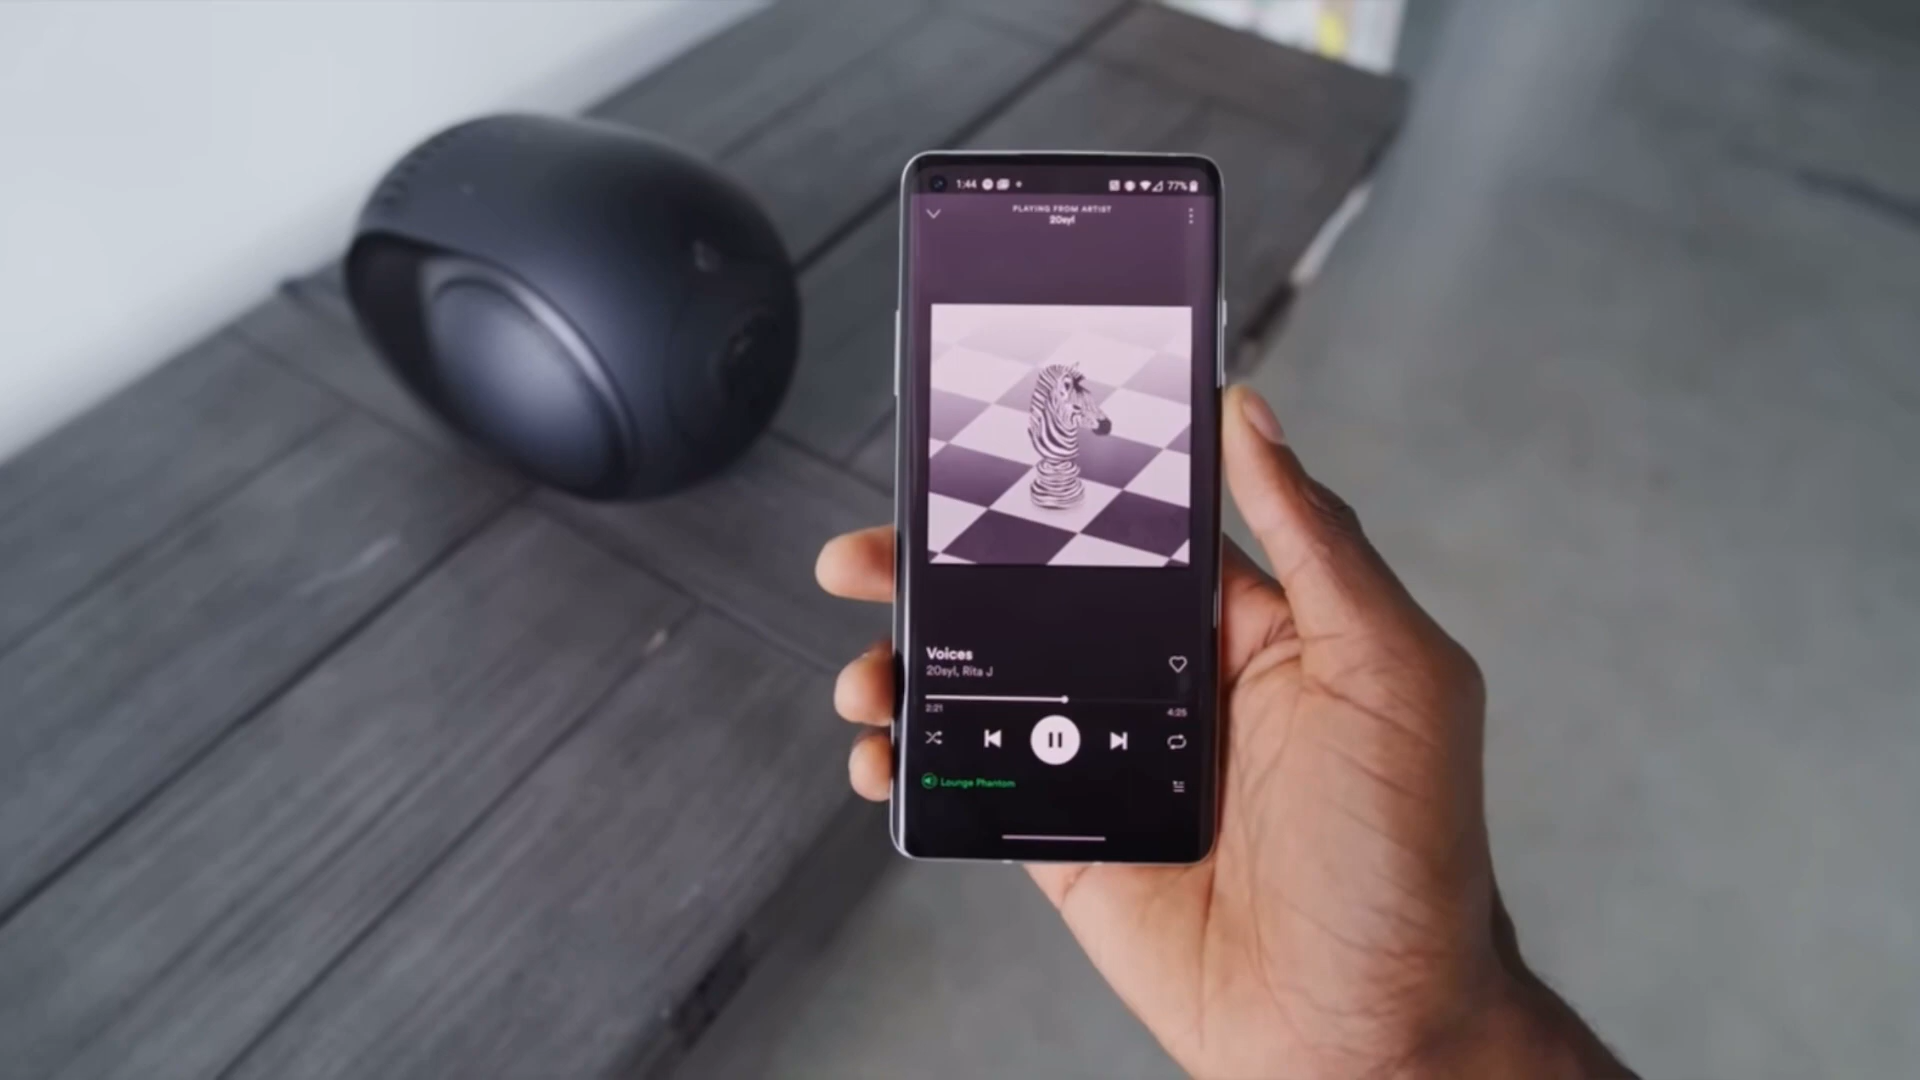 1:44
77%
PLAYING FROM ARTIST
20syl
Voices
20syl, Rita J
2:21
4:25
Lounge Phantom